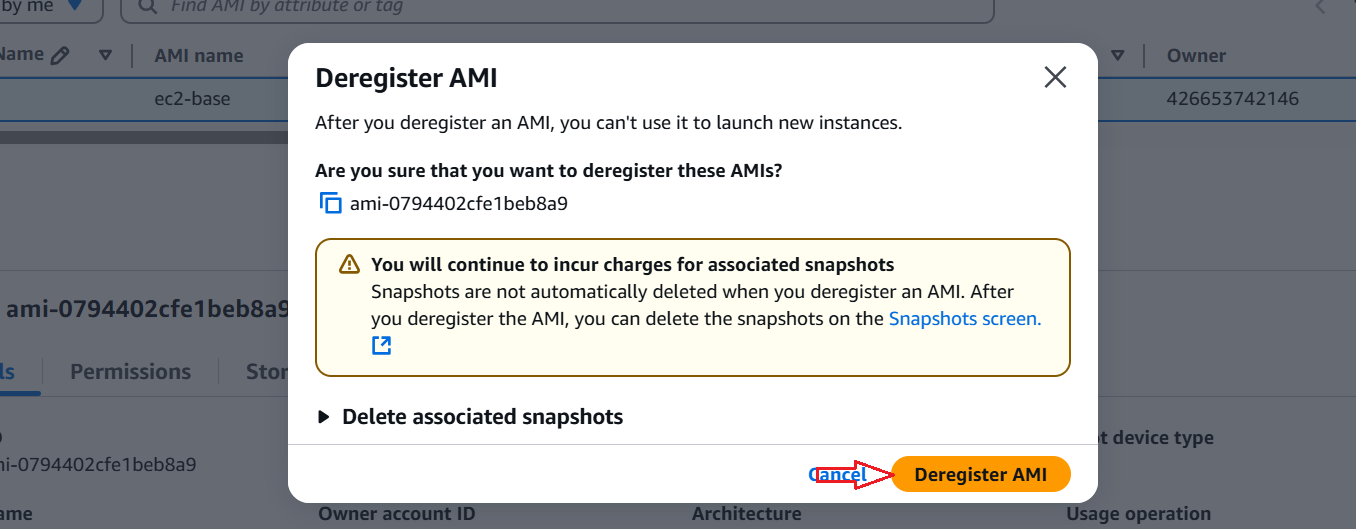 by me
Find AMI by attribute or tag
Name
AMI name
Owner
ec2-base
426653742146
Deregister AMI
After you deregister an AMI, you can't use it to launch new instances.
Are you sure that you want to deregister these AMIs?
ami-0794402cfe1beb8a9
You will continue to incur charges for associated snapshots
Snapshots are not automatically deleted when you deregister an AMI. After
you deregister the AMI, you can delete the snapshots on the Snapshots screen.
Delete associated snapshots
Cancel
Deregister AMI
ami-0794402cfe1beb8a9
ls
Permissions
Stor
t device type
mi-0794402cfe1beb8a9
ame
Owner account ID
Architecture
Usage operation